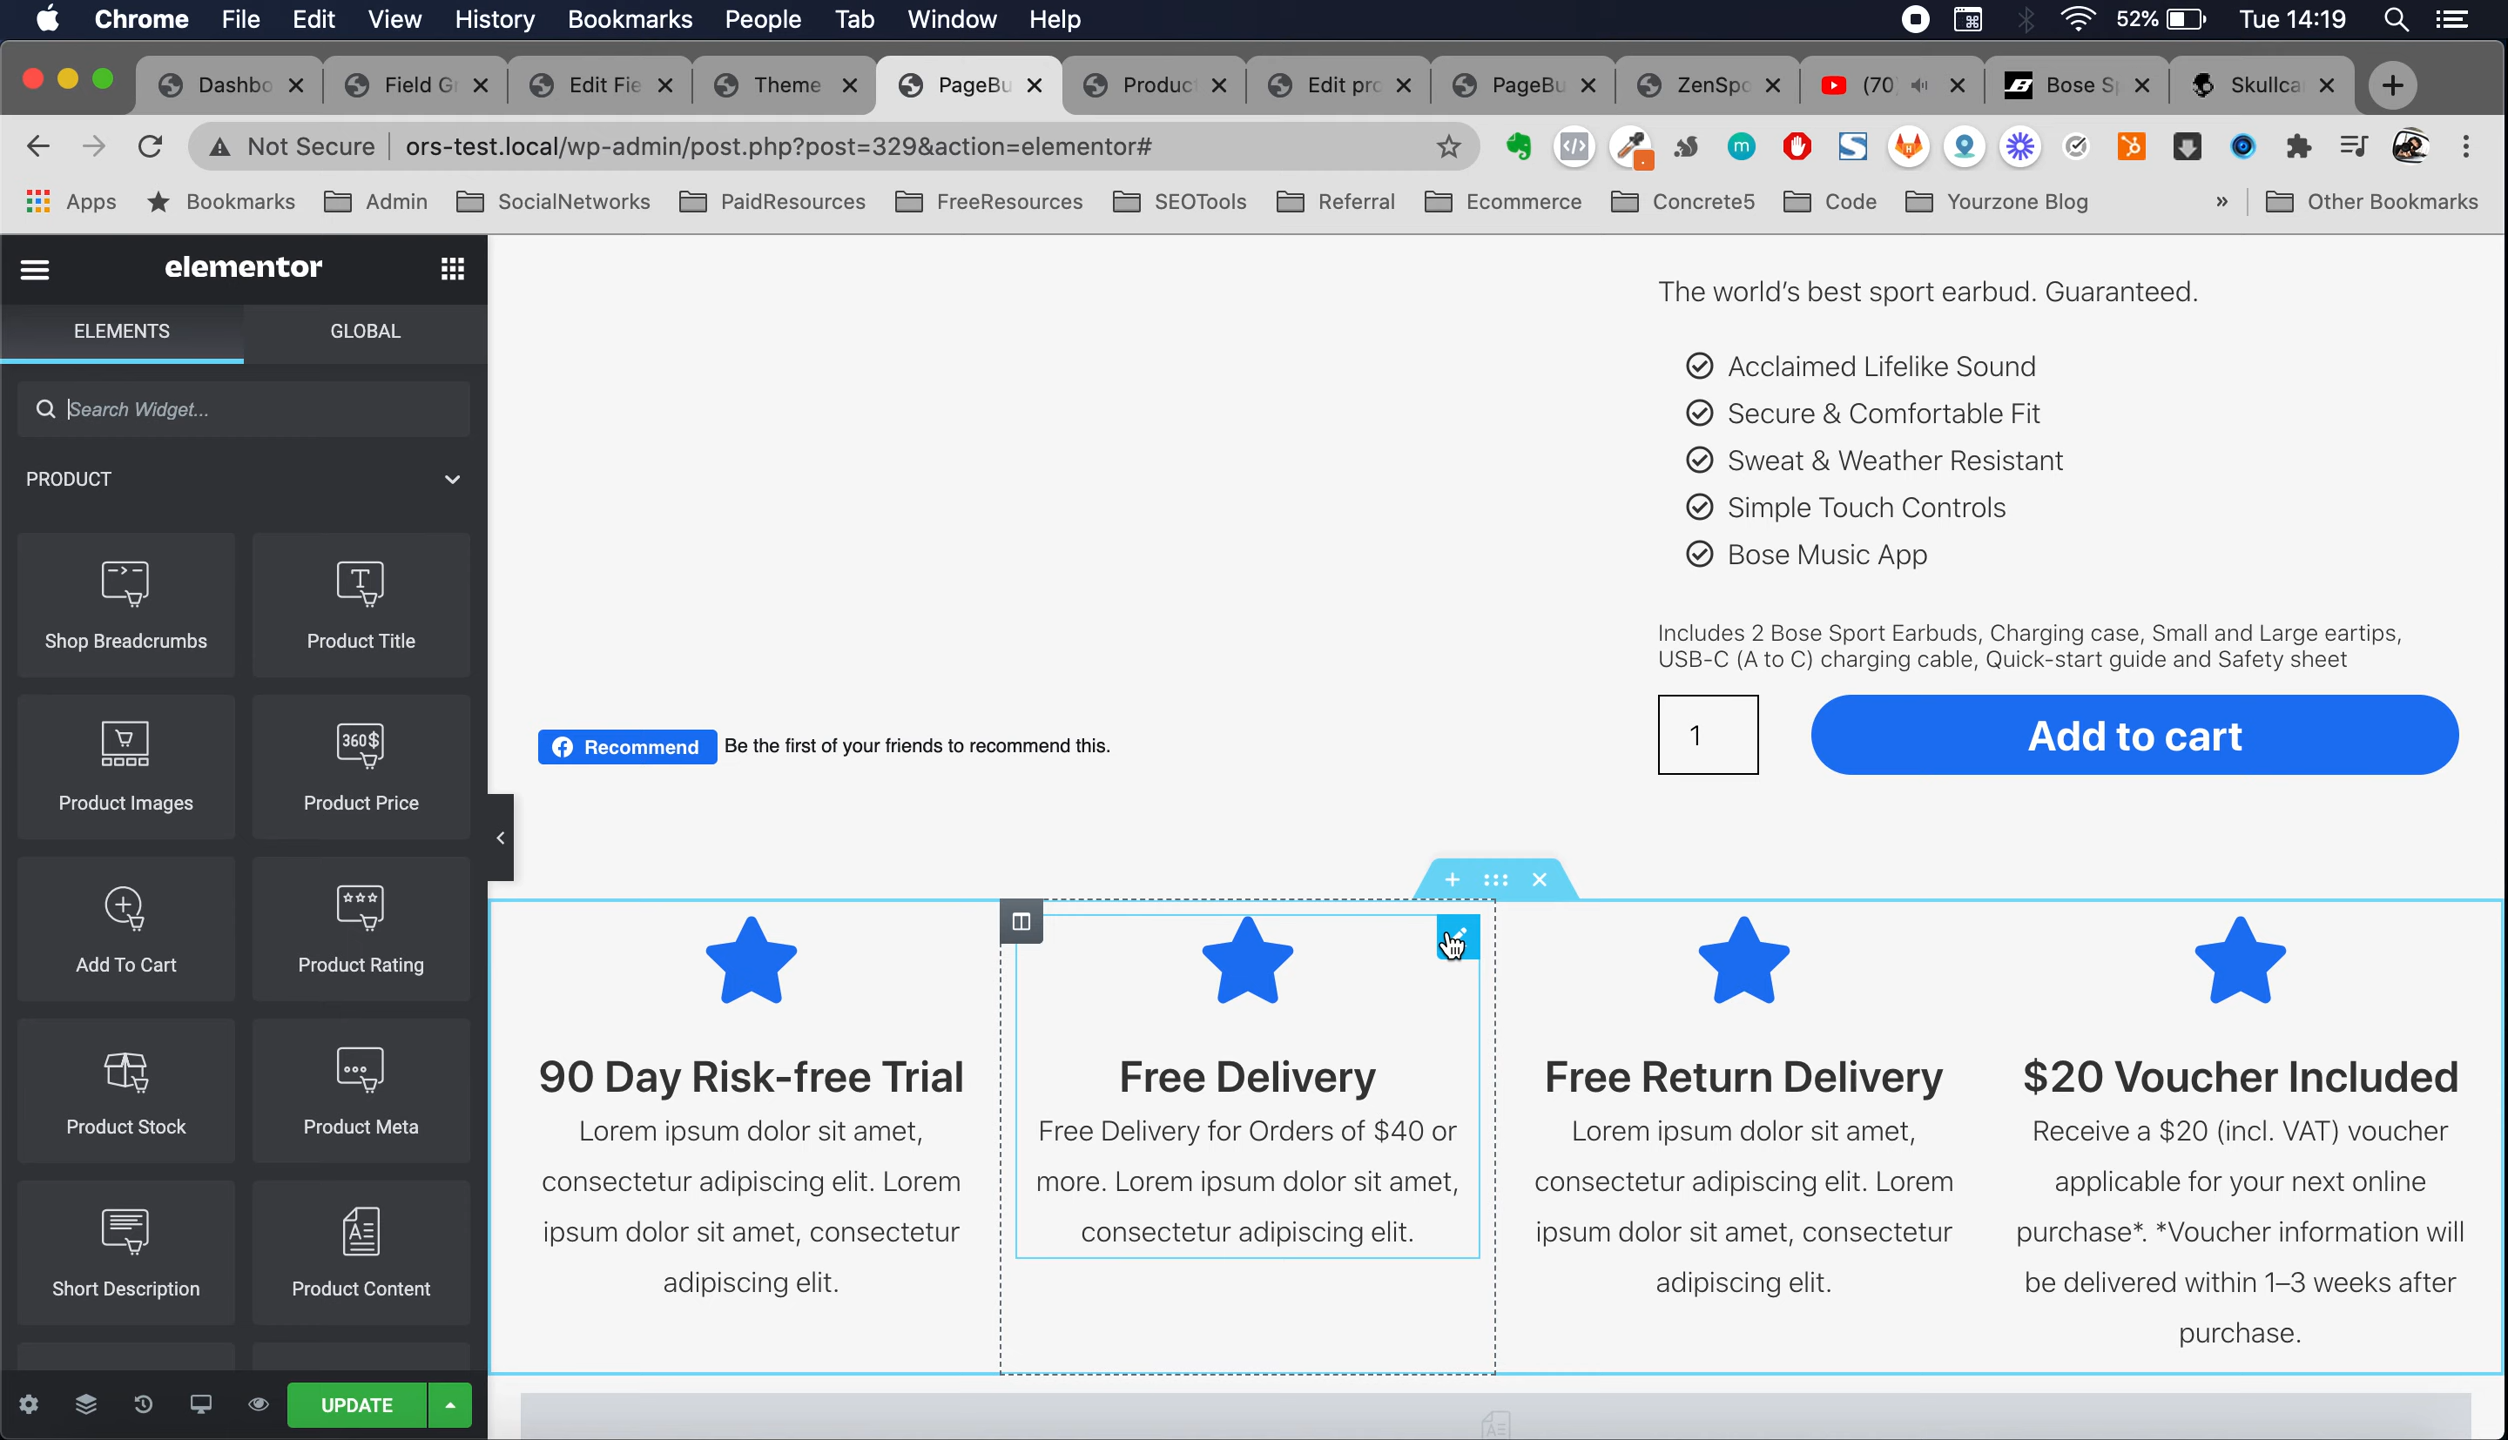 Chrome File Edit View History Bookmarks People Tab Window Help 52% Tue 14:19
Dashbo Field G Edit Fie Theme PageBu Produc Edit pro PageBu ZenSpo (70 Bose S Skullca
Not Secure ors-test.local/wp-admin/post.php?post=329&action=elementor#
Apps Bookmarks Admin SocialNetworks PaidResources FreeResources SEOTools Referral Ecommerce Concrete5 Code Yourzone Blog » Other Bookmarks
elementor
ELEMENTS GLOBAL
Search Widget...
PRODUCT
Shop Breadcrumbs Product Title
Product Images Product Price
Add To Cart Product Rating
Product Stock Product Meta
Short Description Product Content
UPDATE
The world's best sport earbud. Guaranteed.
Acclaimed Lifelike Sound
Secure & Comfortable Fit
Sweat & Weather Resistant
Simple Touch Controls
Bose Music App
Includes 2 Bose Sport Earbuds, Charging case, Small and Large eartips,
USB-C (A to C) charging cable, Quick-start guide and Safety sheet
1 Add to cart
Recommend Be the first of your friends to recommend this.
90 Day Risk-free Trial
Lorem ipsum dolor sit amet,
consectetur adipiscing elit. Lorem
ipsum dolor sit amet, consectetur
adipiscing elit.
Free Delivery
Free Delivery for Orders of $40 or
more. Lorem ipsum dolor sit amet,
consectetur adipiscing elit.
Free Return Delivery
Lorem ipsum dolor sit amet,
consectetur adipiscing elit. Lorem
ipsum dolor sit amet, consectetur
adipiscing elit.
$20 Voucher Included
Receive a $20 (incl. VAT) voucher
applicable for your next online
purchase*. *Voucher information will
be delivered within 1–3 weeks after
purchase.